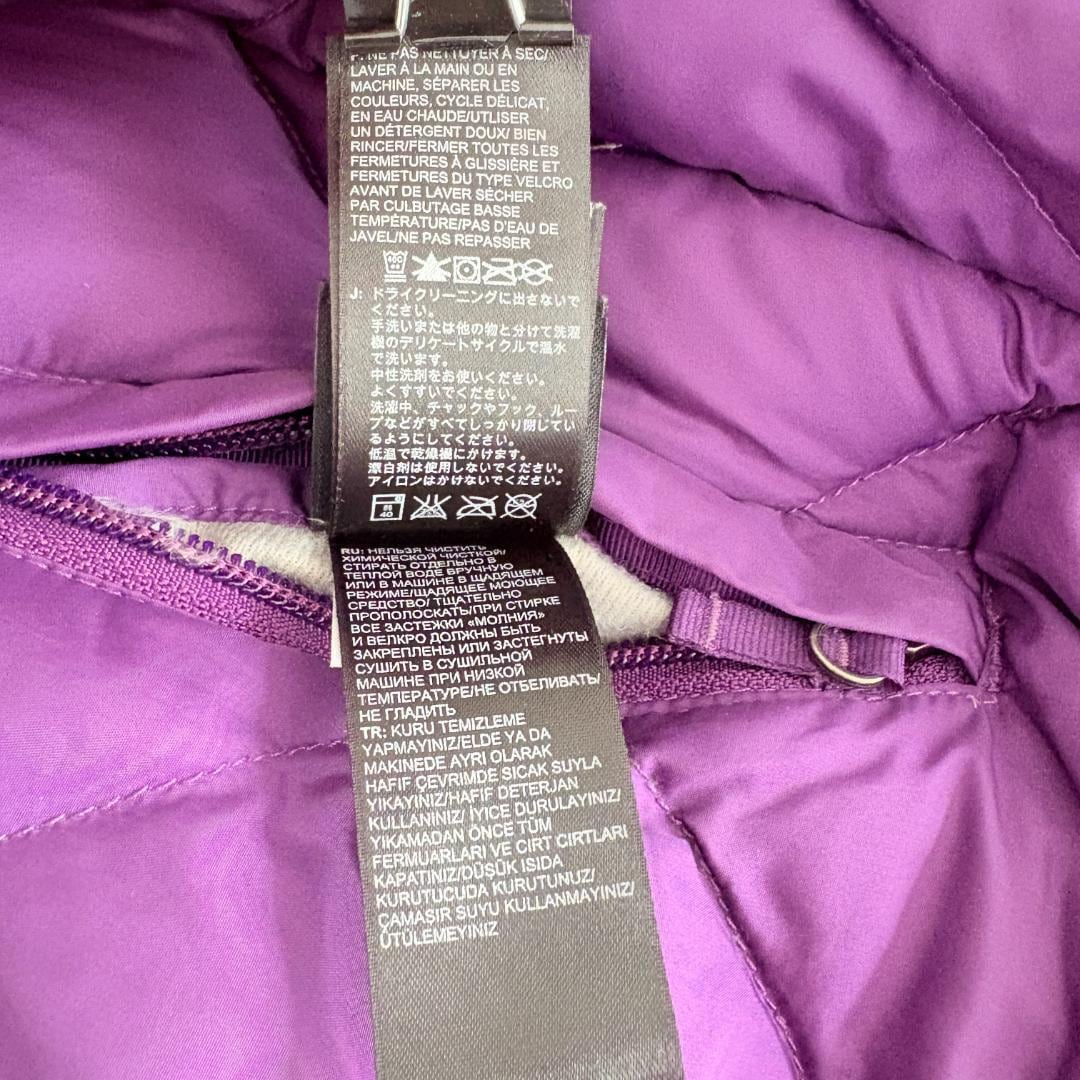 F: NE PAS NETTOYER À SEC/
LAVER À LA MAIN OU EN
MACHINE, SÉPARER LES
COULEURS, CYCLE DÉLICAT,
EN EAU CHAUDE/UTLISER
UN DÉTERGENT DOUX/ BIEN
RINCER/FERMER TOUTES LES
FERMETURES À GLISSIÈRE ET
FERMETURES DU TYPE VELCRO
AVANT DE LAVER SÉCHER
PAR CULBUTAGE BASSE
TEMPÉRATURE/PAS D'EAU DE
JAVEL/NE PAS REPASSER
J: ドライクリーニングに出さないで
ください。
手洗いまたは他の物と分けて洗濯
機のデリケートサイクルで温水
で洗います。
中性洗剤をお使いください。
よくすすいでください。
洗濯中、チャックやフック、ルー
プなどがすべてしっかり閉じてい
るようにしてください。
低温で乾燥機にかけます。
漂白剤は使用しないでください。
アイロンはかけないでください。
40
RU: НЕЛЬЗЯ ЧИСТИТЬ
ХИМИЧЕСКОЙ ЧИСТКОЙ/
СТИРАТЬ ОТДЕЛЬНО В
ТЕПЛОЙ ВОДЕ ВРУЧНУЮ
ИЛИ В МАШИНЕ В ЩАДЯЩЕМ
РЕЖИМЕ/ЩАДЯЩЕЕ МОЮЩЕЕ
СРЕДСТВО/ ТЩАТЕЛЬНО
ПРОПОЛОСКАТЬ/ПРИ СТИРКЕ
ВСЕ ЗАСТЕЖКИ «МОЛНИЯ»
И ВЕЛКРО ДОЛЖНЫ БЫТЬ
ЗАКРЕПЛЕНЫ ИЛИ ЗАСТЕГНУТЫ
СУШИТЬ В СУШИЛЬНОЙ
МАШИНЕ ПРИ НИЗКОЙ
ТЕМПЕРАТУРЕ/НЕ ОТБЕЛИВАТЬ/
НЕ ГЛАДИТЬ
TR: KURU TEMIZLEME
YAPMAYINIZ/ELDE YA DA
MAKINEDE AYRI OLARAK
HAFIF ÇEVRIMDE SICAK SUYLA
YIKAYINIZ/HAFIF DETERJAN
KULLANINIZ/ IYICE DURULAYINIZ/
YIKAMADAN ÖNCE TÜM
FERMUARLARI VE CIRT CIRTLARI
KAPATINIZ/DÜŞÜK ISIDA
KURUTUCUDA KURUTUNUZ/
ÇAMAŞIR SUYU KULLANMAYINIZ/
ÜTÜLEMEYINIZ